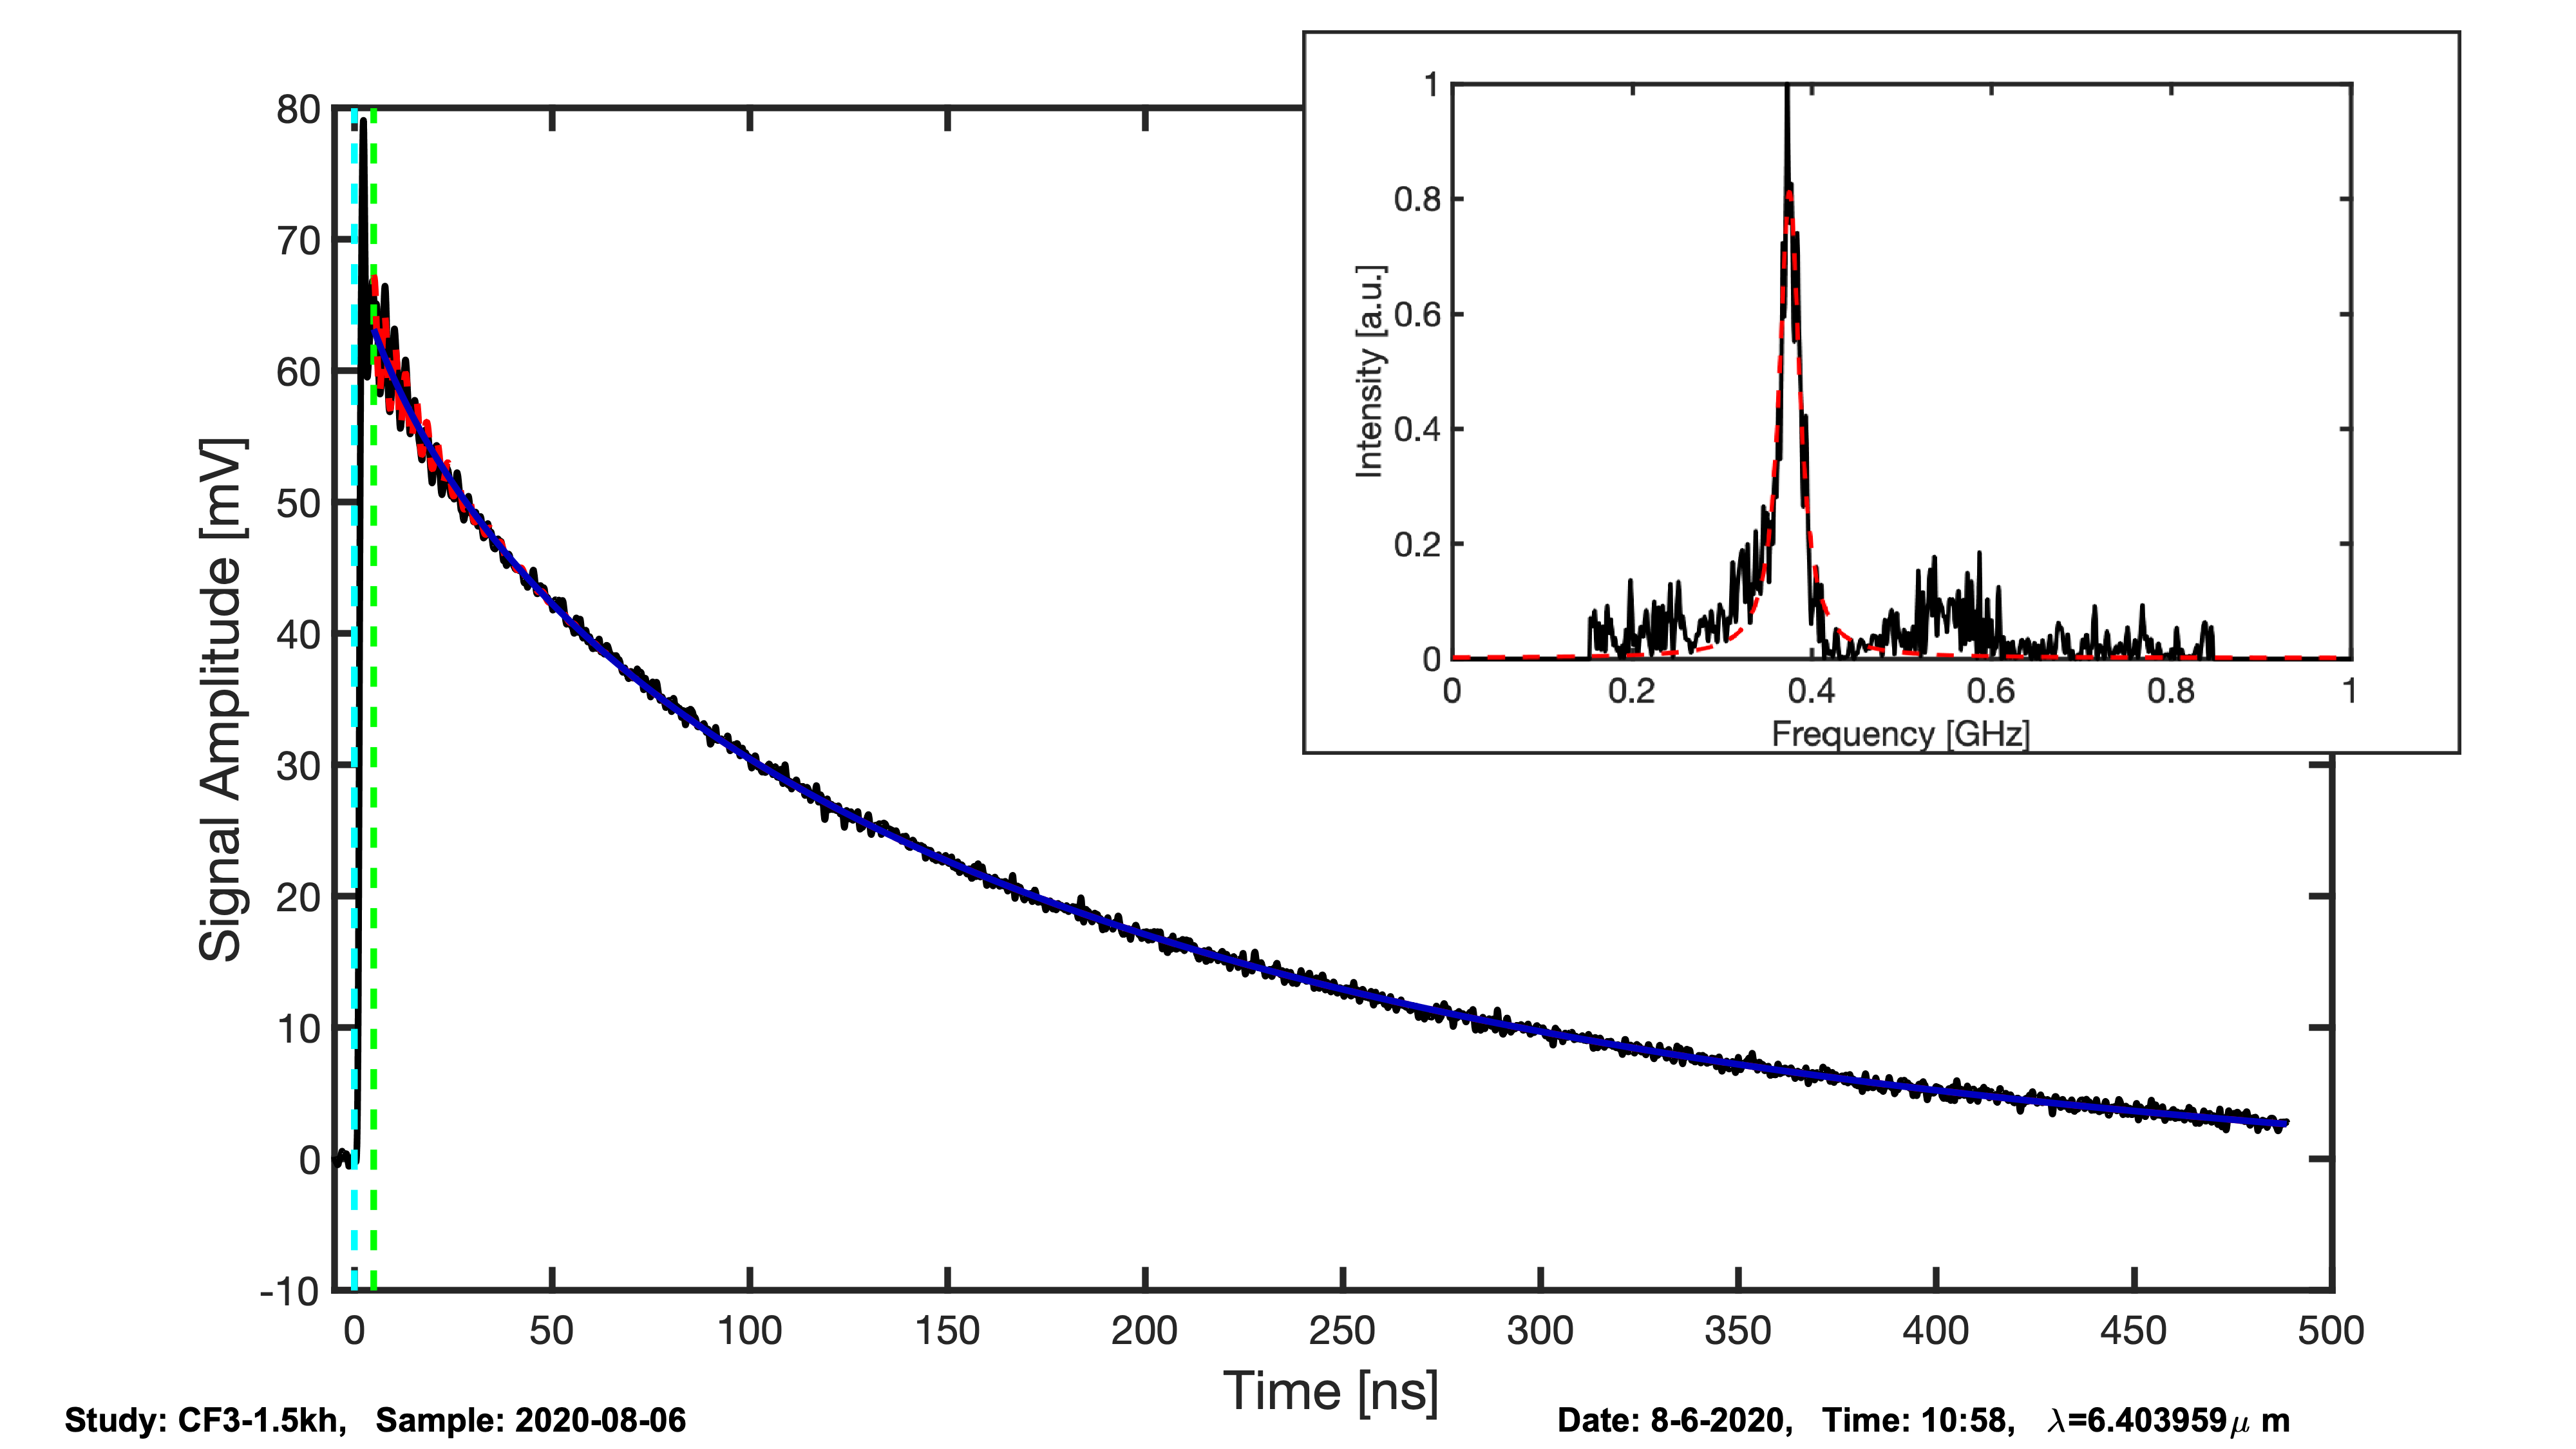 80
70
60
50
40
30
20
10
0
-10
Signal Amplitude [mV]
0 50 100 150 200 250 300 350 400 450 500
Time [ns]
1
0.8
0.6
0.4
0.2
0
Intensity [a.u.]
0 0.2 0.4 0.6 0.8 1
Frequency [GHz]
Study: CF3-1.5kh, Sample: 2020-08-06
Date: 8-6-2020, Time: 10:58, λ=6.403959μ m